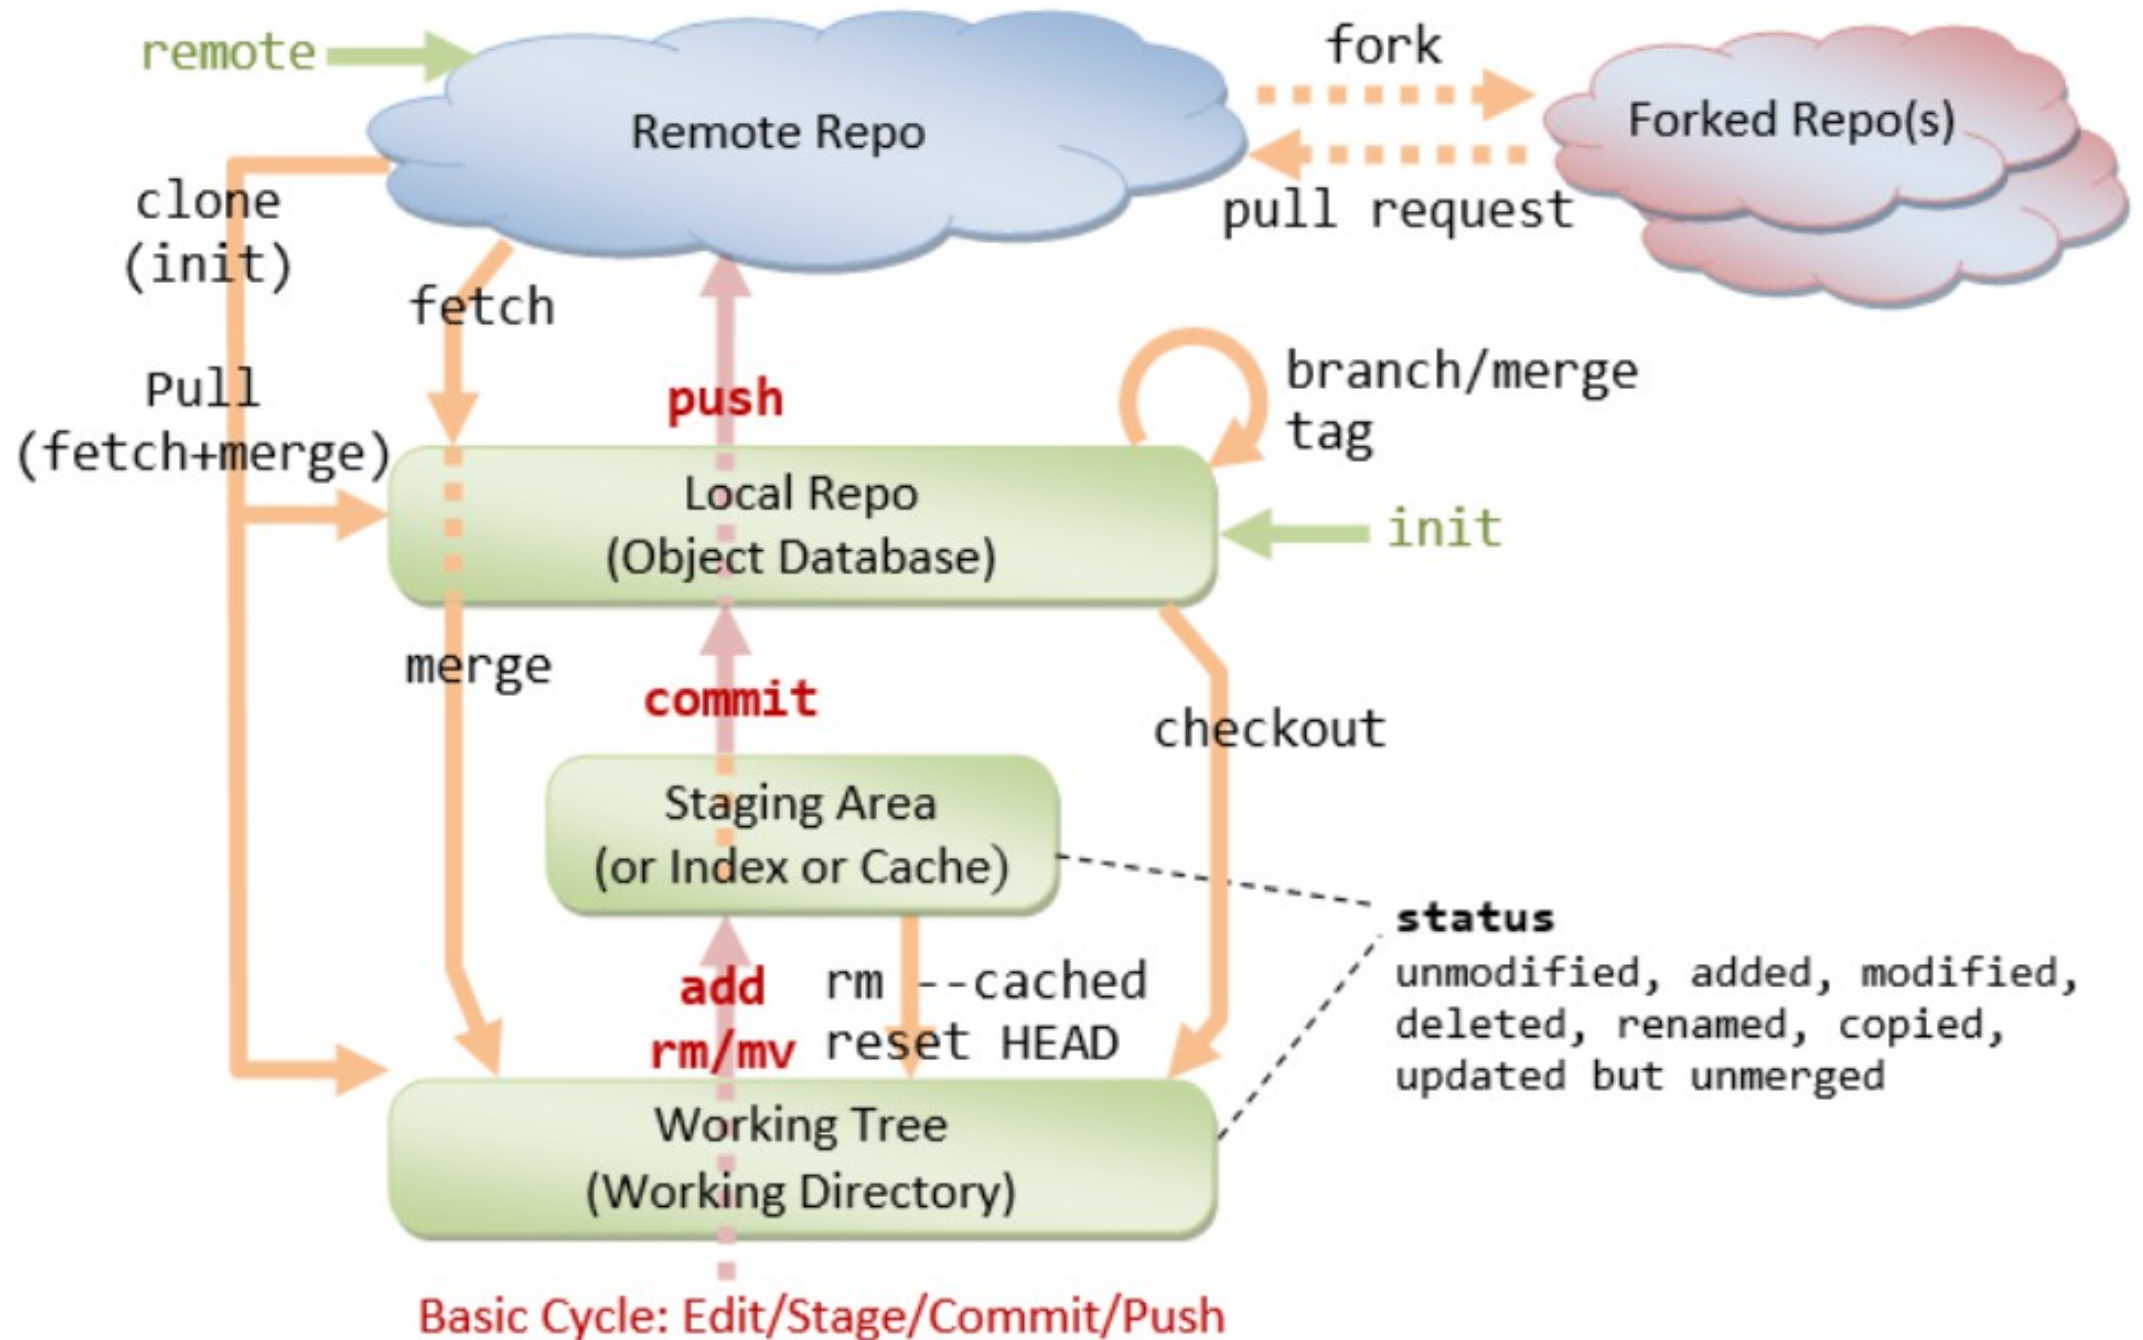 remote
fork
Remote Repo
Forked Repo(s)
clone
(init)
pull request
fetch
Pull
(fetch+merge)
push
branch/merge
tag
Local Repo
(Object Database)
init
merge
commit
checkout
Staging Area
(or Index or Cache)
status
unmodified, added, modified,
deleted, renamed, copied,
updated but unmerged
add
rm/mv
rm --cached
reset HEAD
Working Tree
(Working Directory)
Basic Cycle: Edit/Stage/Commit/Push